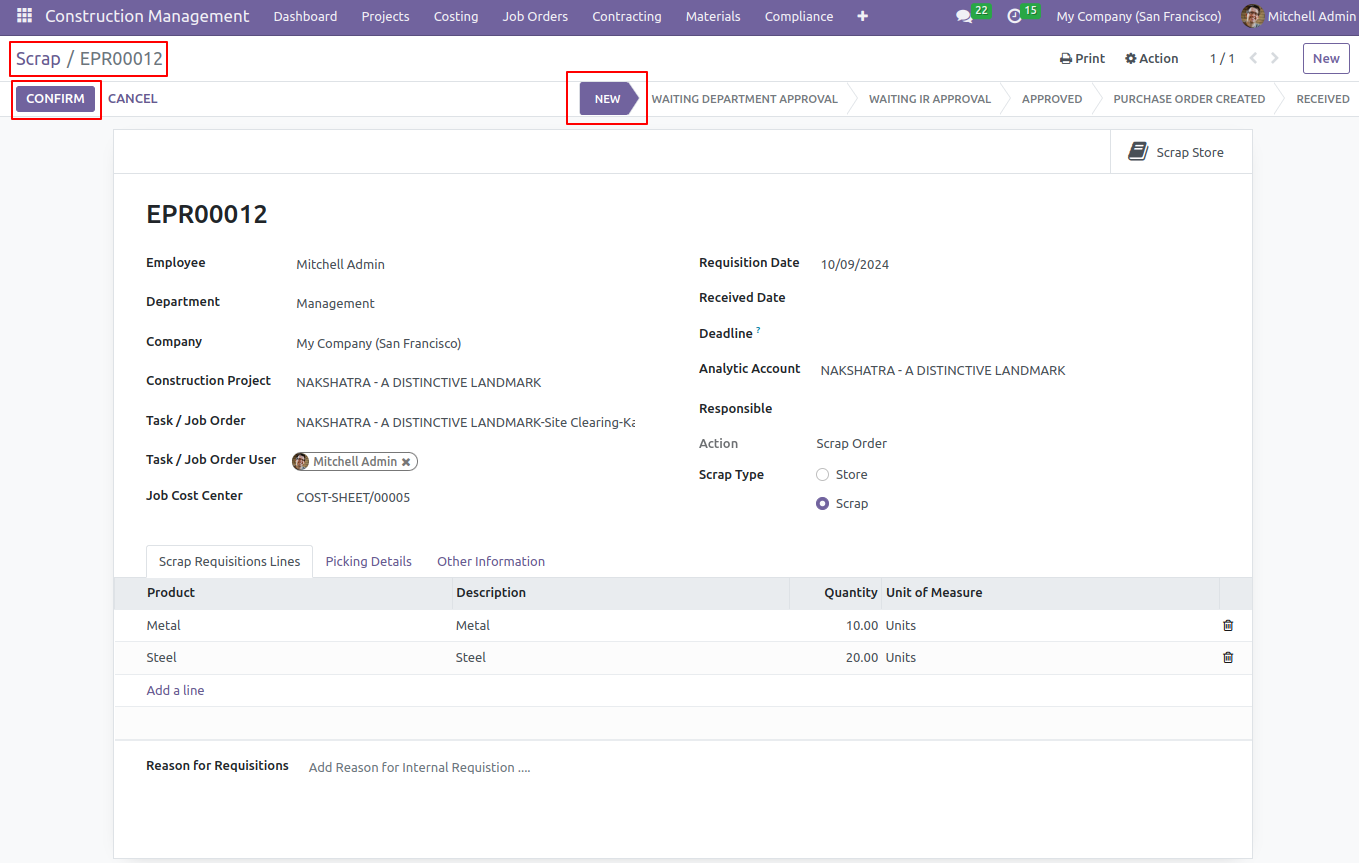 Construction Management Dashboard Projects Costing Job Orders Contracting Materials Compliance + 22 15 My Company (San Francisco) Mitchell Admin
Scrap / EPR00012 Print Action 1 / 1 New
CONFIRM CANCEL NEW WAITING DEPARTMENT APPROVAL WAITING IR APPROVAL APPROVED PURCHASE ORDER CREATED RECEIVED
Scrap Store
EPR00012
Employee Mitchell Admin
Department Management
Company My Company (San Francisco)
Construction Project NAKSHATRA - A DISTINCTIVE LANDMARK
Task / Job Order NAKSHATRA - A DISTINCTIVE LANDMARK-Site Clearing-Ka
Task / Job Order User Mitchell Admin
Job Cost Center COST-SHEET/00005
Requisition Date 10/09/2024
Received Date
Deadline ?
Analytic Account NAKSHATRA - A DISTINCTIVE LANDMARK
Responsible
Action Scrap Order
Scrap Type Store
Scrap
Scrap Requisitions Lines Picking Details Other Information
Product Description Quantity Unit of Measure
Metal Metal 10.00 Units
Steel Steel 20.00 Units
Add a line
Reason for Requisitions Add Reason for Internal Requistion ....